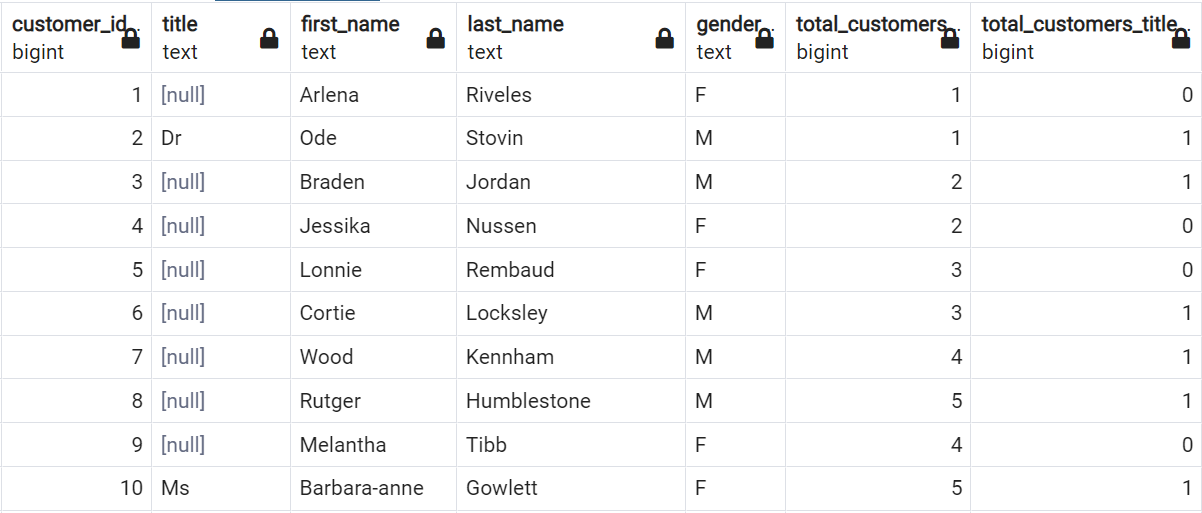 customer_id title first_name last_name gender total_customers total_customers_title
bigint text text text text bigint bigint
1 [null] Arlena Riveles F 1 0
2 Dr Ode Stovin M 1 1
3 [null] Braden Jordan M 2 1
4 [null] Jessika Nussen F 2 0
5 [null] Lonnie Rembaud F 3 0
6 [null] Cortie Locksley M 3 1
7 [null] Wood Kennham M 4 1
8 [null] Rutger Humblestone M 5 1
9 [null] Melantha Tibb F 4 0
10 Ms Barbara-anne Gowlett F 5 1